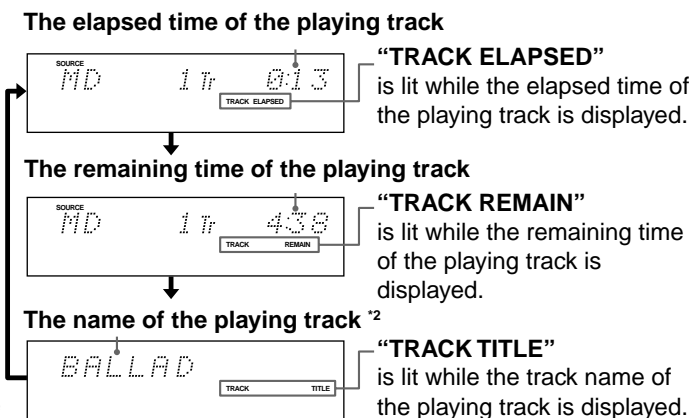 The elapsed time of the playing track
SOURCE
MD 1 Tr 0:13
TRACK ELAPSED
“TRACK ELAPSED”
is lit while the elapsed time of
the playing track is displayed.
The remaining time of the playing track
SOURCE
MD 1 Tr 4:38
TRACK REMAIN
“TRACK REMAIN”
is lit while the remaining time
of the playing track is
displayed.
The name of the playing track *2
BALLAD
TRACK TITLE
“TRACK TITLE”
is lit while the track name of
the playing track is displayed.